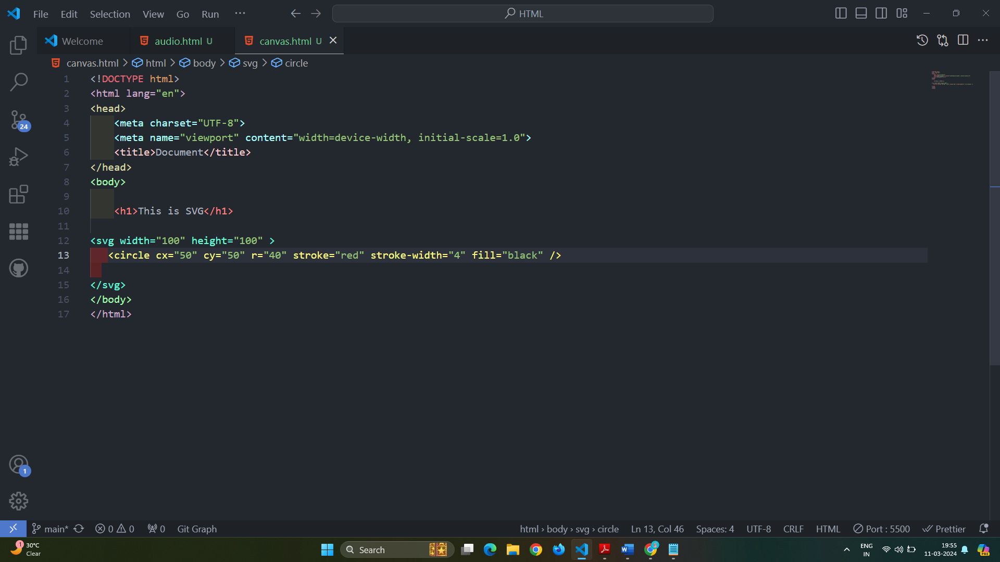 File Edit Selection View Go Run ··· HTML
Welcome audio.html U canvas.html U
canvas.html > html > body > svg > circle
1 <!DOCTYPE html>
2 <html lang="en">
3 <head>
4 <meta charset="UTF-8">
5 <meta name="viewport" content="width=device-width, initial-scale=1.0">
6 <title>Document</title>
7 </head>
8 <body>
9
10 <h1>This is SVG</h1>
11
12 <svg width="100" height="100" >
13 <circle cx="50" cy="50" r="40" stroke="red" stroke-width="4" fill="black" />
14
15 </svg>
16 </body>
17 </html>
24
1
main* 0 0 0 Git Graph html › body › svg › circle Ln 13, Col 46 Spaces: 4 UTF-8 CRLF HTML Port : 5500 Prettier
1 30°C
Clear
Search
PRE
ENG
IN
19:55
11-03-2024